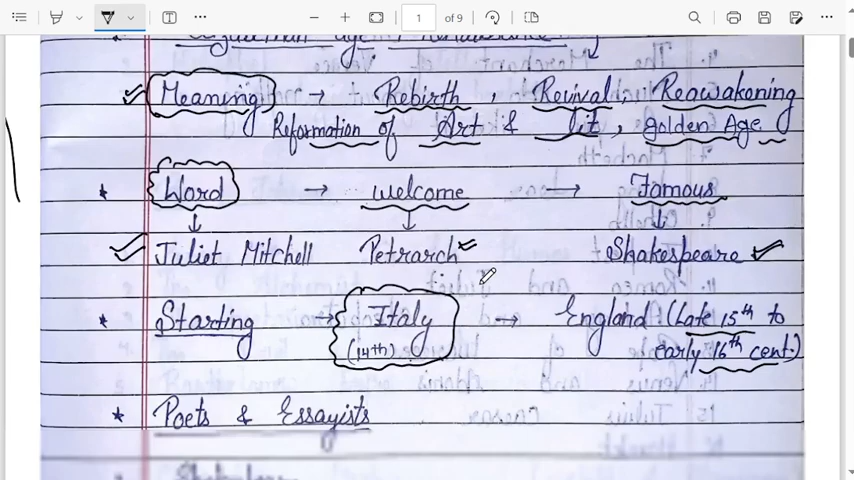 1 of 9
Meaning → Rebirth, Revival, Reawakening
Reformation of Art & lit, golden Age
* Word → welcome → Famous
Juliet Mitchell Petrarch Shakespeare
* Starting → Italy → England (Late 15th to
(14th) early 16th cent.)
* Poets & Essayists